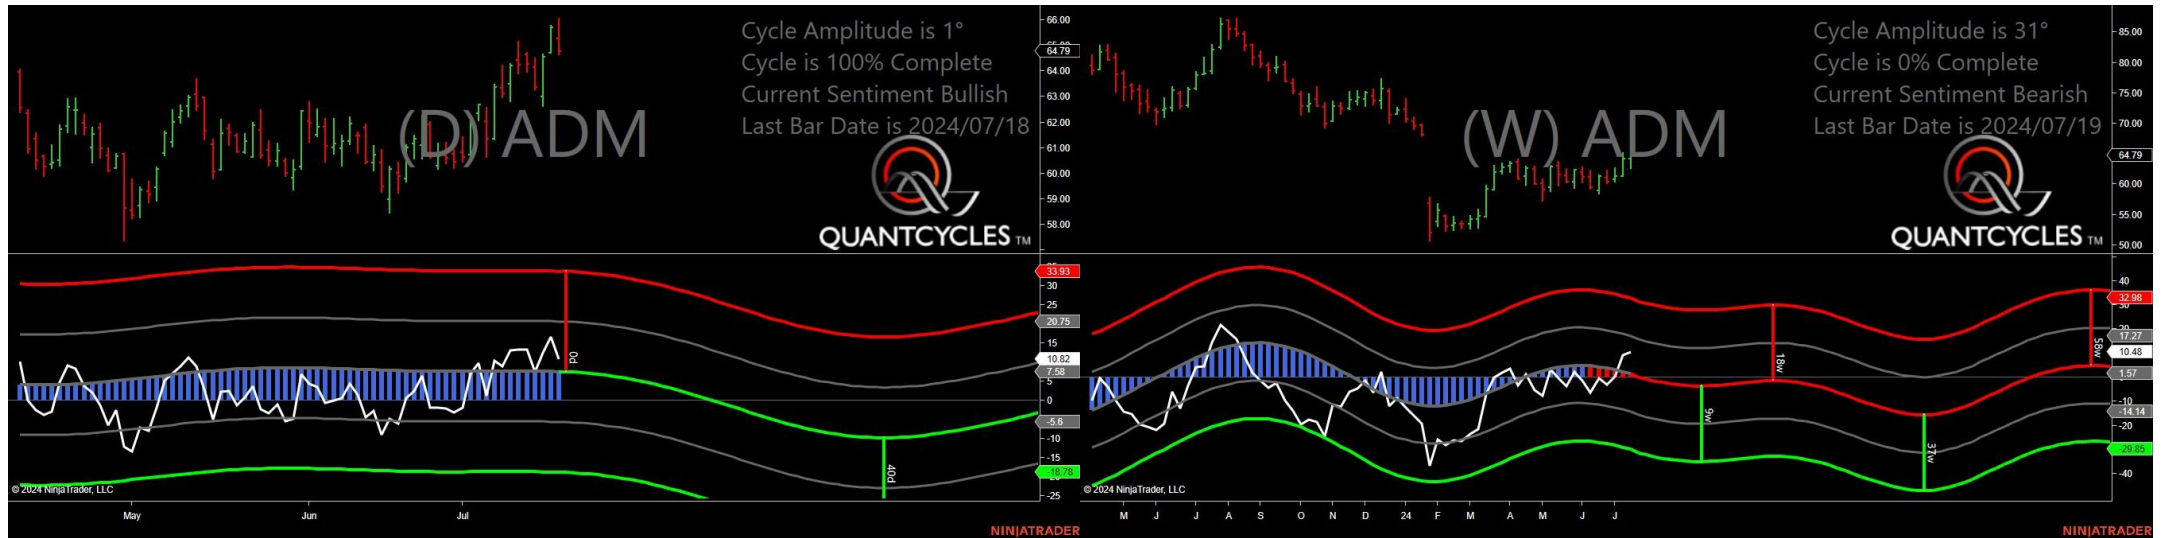 Cycle Amplitude is 1°
Cycle is 100% Complete
Current Sentiment Bullish
Last Bar Date is 2024/07/18
(D) ADM
QUANTCYCLES TM
66.00
64.79
64.00
63.00
62.00
61.00
60.00
59.00
58.00
33.93
30
25
20.75
15
10.82
7.58
5
0
-5.6
-10
-15
-18.78
-25
0d
40d
© 2024 NinjaTrader, LLC
May
Jun
Jul
NINJATRADER
Cycle Amplitude is 31°
Cycle is 0% Complete
Current Sentiment Bearish
Last Bar Date is 2024/07/19
(W) ADM
QUANTCYCLES TM
85.00
80.00
75.00
70.00
64.79
60.00
55.00
50.00
40
32.98
17.27
10.48
1.57
-10
-14.14
-20
-29.85
-40
9w
18w
37w
58w
© 2024 NinjaTrader, LLC
M J J A S O N D 24 F M A M J J
NINJATRADER